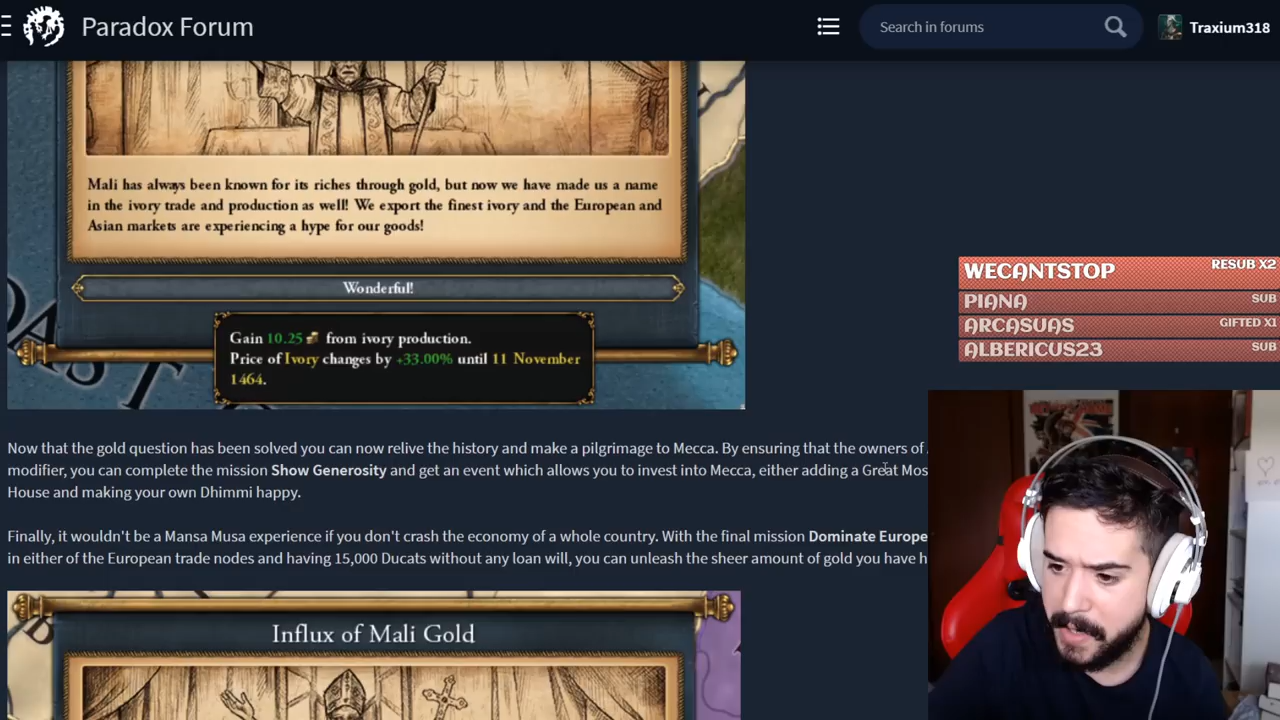 Paradox Forum
Search in forums
Traxium318
Mali has always been known for its riches through gold, but now we have made us a name
in the ivory trade and production as well! We export the finest ivory and the European and
Asian markets are experiencing a hype for our goods!
Wonderful!
Gain 10.25 from ivory production.
Price of Ivory changes by +33.00% until 11 November
1464.
WECANTSTOP RESUB X2
PIANA SUB
ARCASUAS GIFTED X1
ALBERICUS23 SUB
Now that the gold question has been solved you can now relive the history and make a pilgrimage to Mecca. By ensuring that the owners of
modifier, you can complete the mission Show Generosity and get an event which allows you to invest into Mecca, either adding a Great Mos
House and making your own Dhimmi happy.
Finally, it wouldn't be a Mansa Musa experience if you don't crash the economy of a whole country. With the final mission Dominate Europe
in either of the European trade nodes and having 15,000 Ducats without any loan will, you can unleash the sheer amount of gold you have h
Influx of Mali Gold